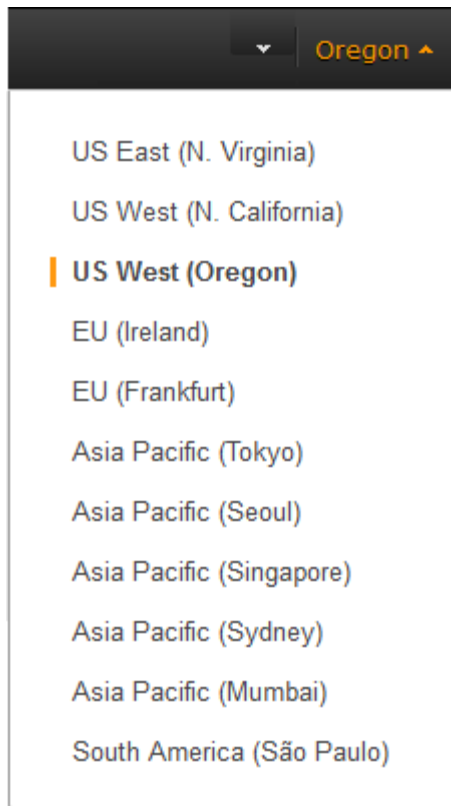 Oregon
US East (N. Virginia)
US West (N. California)
US West (Oregon)
EU (Ireland)
EU (Frankfurt)
Asia Pacific (Tokyo)
Asia Pacific (Seoul)
Asia Pacific (Singapore)
Asia Pacific (Sydney)
Asia Pacific (Mumbai)
South America (São Paulo)